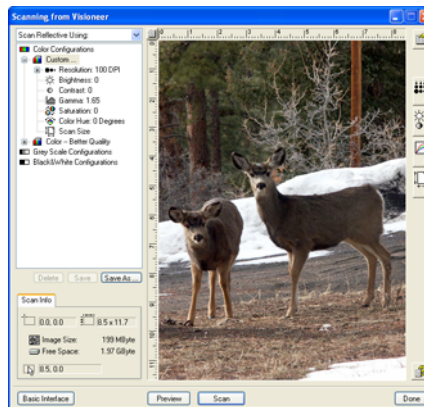 Scanning from Visioneer
Scan Reflective Using:
Color Configurations
Custom ...
Resolution: 100 DPI
Brightness: 0
Contrast: 0
Gamma: 1.65
Saturation: 0
Color Hue: 0 Degrees
Scan Size
Color -- Better Quality
Grey Scale Configurations
Black&White Configurations
Delete Save Save As ...
Scan Info
0.0, 0.0 8.5 x 11.7
Image Size: 199 MByte
Free Space: 1.97 GByte
8.5, 0.0
Basic Interface Preview Scan Done